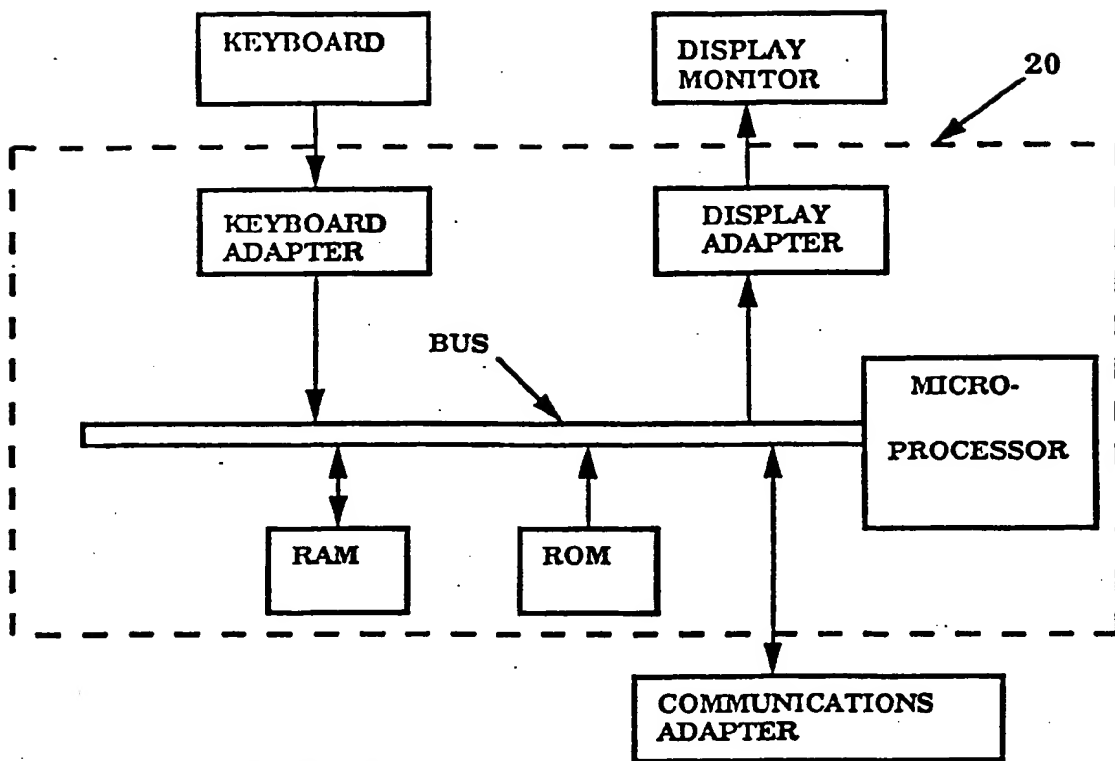 KEYBOARD
DISPLAY
MONITOR
20
KEYBOARD
ADAPTER
DISPLAY
ADAPTER
BUS
MICRO-
PROCESSOR
RAM
ROM
COMMUNICATIONS
ADAPTER